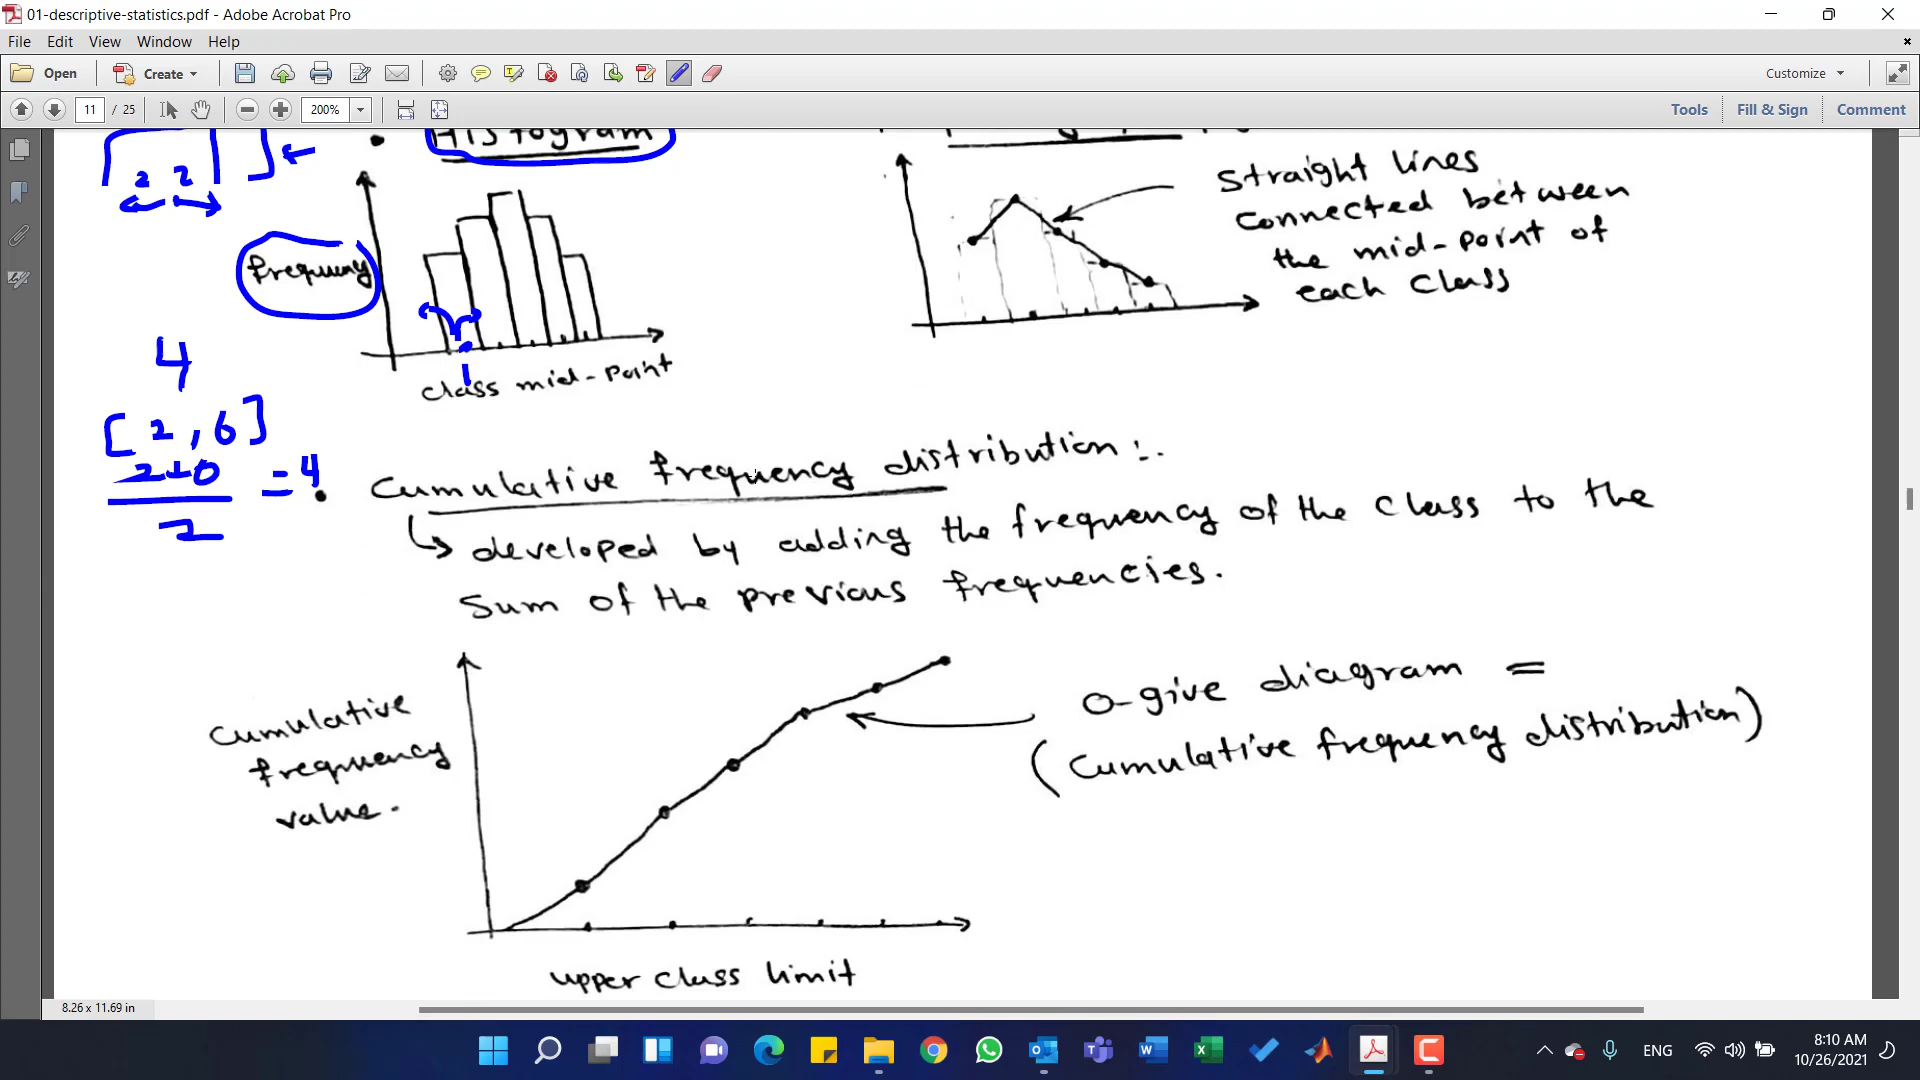 01-descriptive-statistics.pdf - Adobe Acrobat Pro
File Edit View Window Help
Open Create Customize
11 / 25 200% Tools Fill & Sign Comment
Histogram
2 2
frequency
Class mid-point
Straight lines
connected between
the mid-point of
each class
4
[2,6]
= 4
2
Cumulative frequency distribution:.
developed by adding the frequency of the class to the
sum of the previous frequencies.
Cumulative
frequency
value.
O-give diagram =
(cumulative frequency distribution)
upper class limit
8.26 x 11.69 in
ENG
8:10 AM
10/26/2021